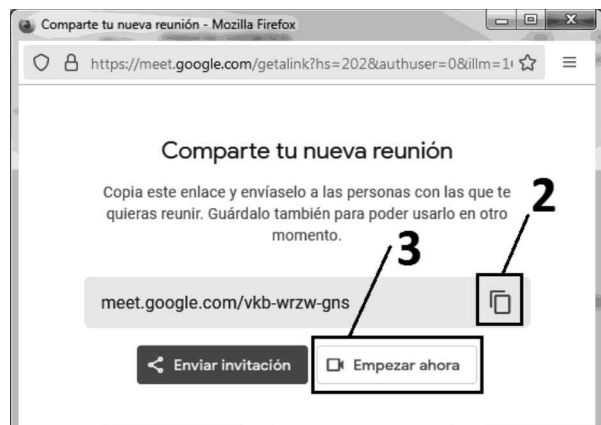 Comparte tu nueva reunión - Mozilla Firefox
https://meet.google.com/getalink?hs=202&authuser=0&illm=1
Comparte tu nueva reunión
Copia este enlace y envíaselo a las personas con las que te
quieras reunir. Guárdalo también para poder usarlo en otro
momento.
2
3
meet.google.com/vkb-wrzw-gns
Enviar invitación
Empezar ahora